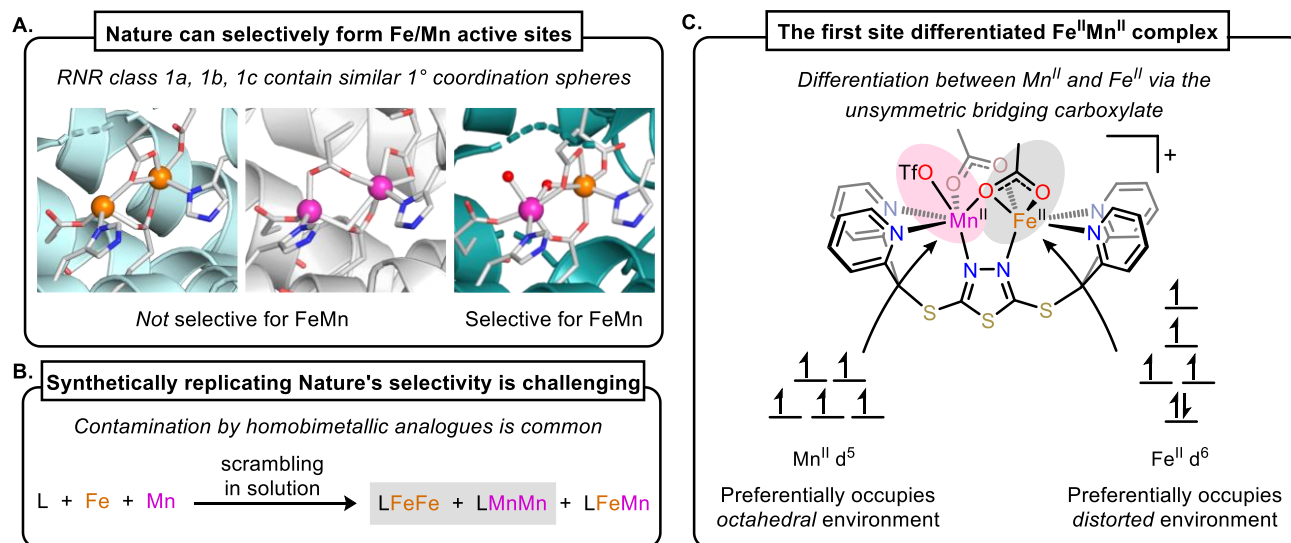 A.
Nature can selectively form Fe/Mn active sites
RNR class 1a, 1b, 1c contain similar 1° coordination spheres
Not selective for FeMn
Selective for FeMn
B.
Synthetically replicating Nature's selectivity is challenging
Contamination by homobimetallic analogues is common
L + Fe + Mn
scrambling
in solution
LFeFe + LMnMn + LFeMn
C.
The first site differentiated Fe^II Mn^II complex
Differentiation between Mn^II and Fe^II via the
unsymmetric bridging carboxylate
+
TfO
O
O
O
O
N
N
Mn^II
Fe^II
N
N
N
N
S
S
S
Mn^II d^5
Preferentially occupies
octahedral environment
Fe^II d^6
Preferentially occupies
distorted environment